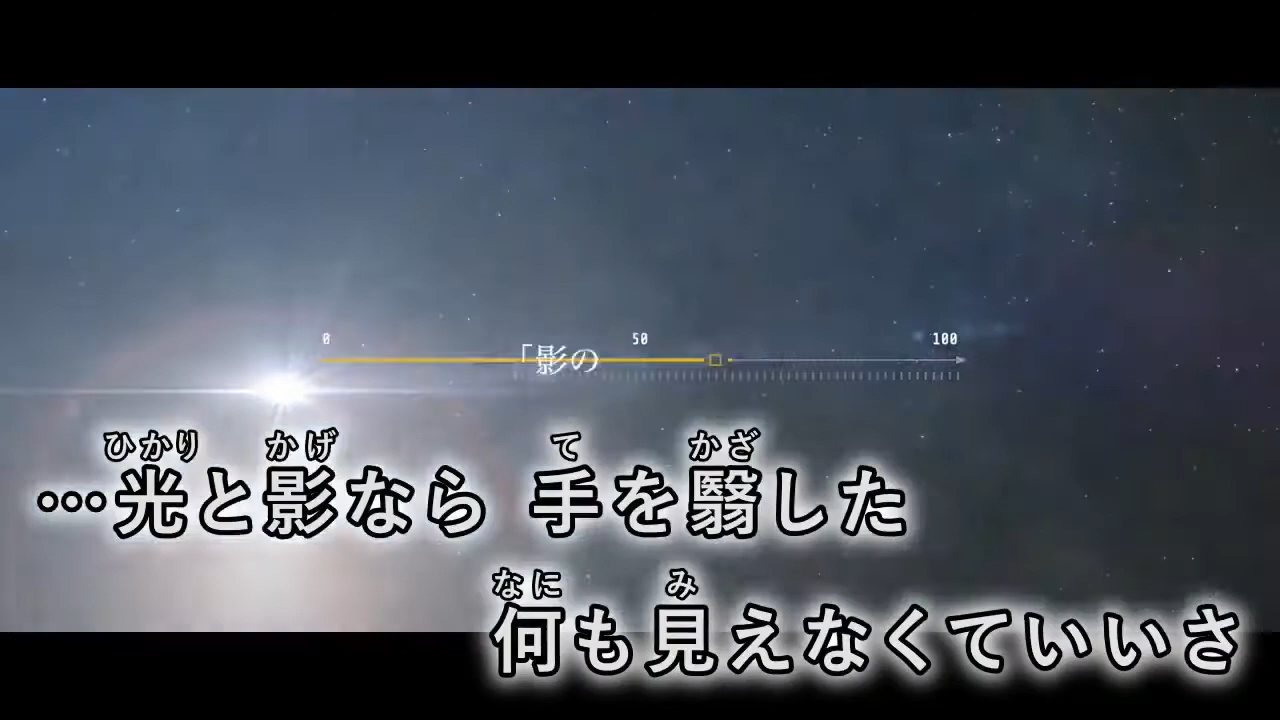 0 50 100
「影の
ひかり かげ て かざ
…光と影なら 手を翳した
なに み
何も見えなくていいさ